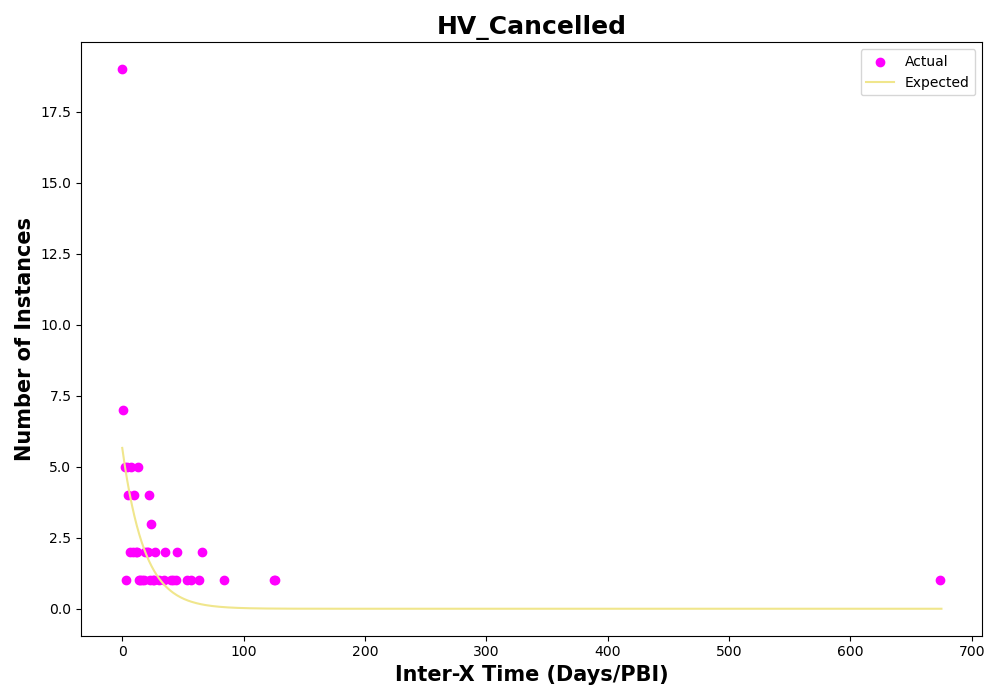 HV_Cancelled
Actual
Expected
Number of Instances
17.5
15.0
12.5
10.0
7.5
5.0
2.5
0.0
0 100 200 300 400 500 600 700
Inter-X Time (Days/PBI)